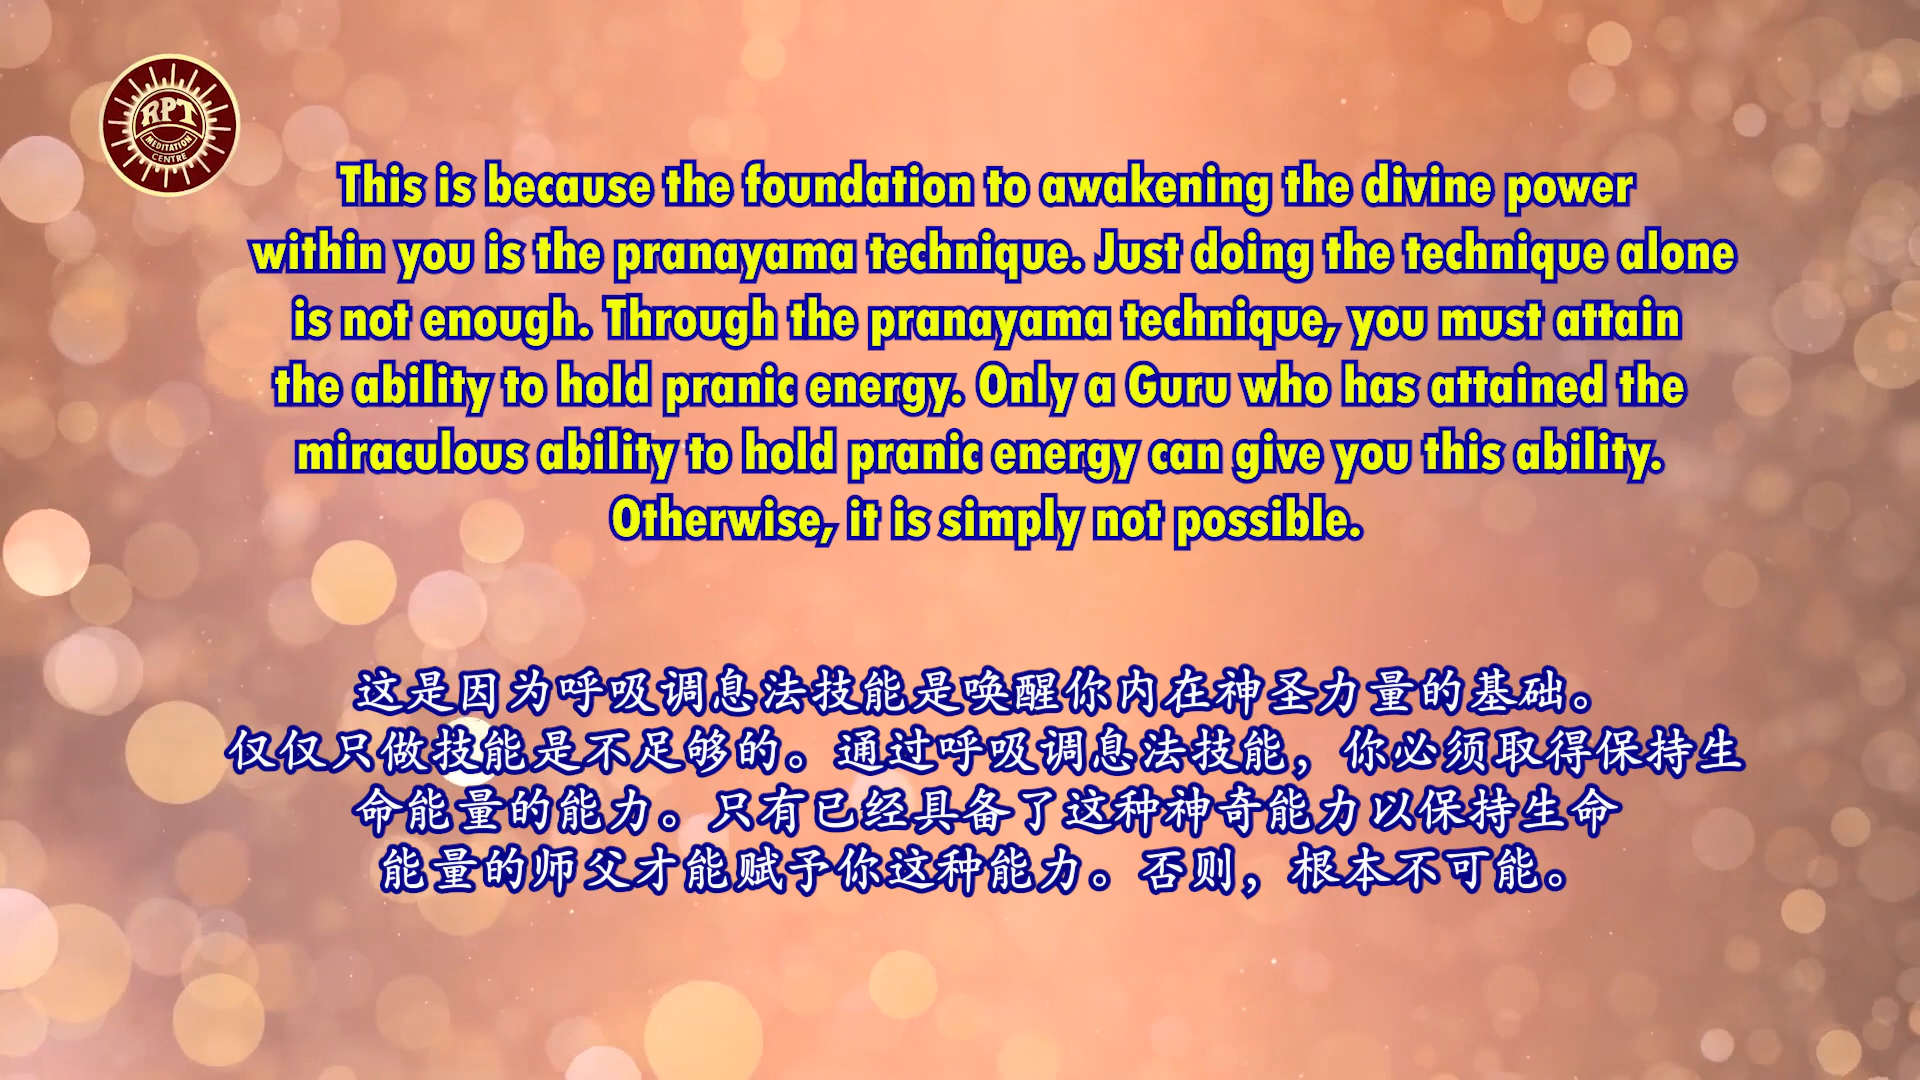 RPT
MEDITATION
CENTRE
This is because the foundation to awakening the divine power
within you is the pranayama technique. Just doing the technique alone
is not enough. Through the pranayama technique, you must attain
the ability to hold pranic energy. Only a Guru who has attained the
miraculous ability to hold pranic energy can give you this ability.
Otherwise, it is simply not possible.
这是因为呼吸调息法技能是唤醒你内在神圣力量的基础。
仅仅只做技能是不足够的。通过呼吸调息法技能，你必须取得保持生
命能量的能力。只有已经具备了这种神奇能力以保持生命
能量的师父才能赋予你这种能力。否则，根本不可能。